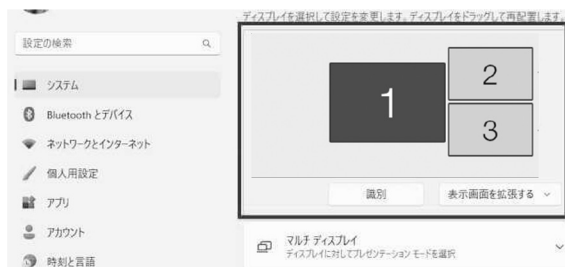 ディスプレイを選択して設定を変更します。ディスプレイをドラッグして再配置します。
設定の検索
システム
Bluetooth とデバイス
ネットワークとインターネット
個人用設定
アプリ
アカウント
時刻と言語
1
2
3
識別
表示画面を拡張する
マルチ ディスプレイ
ディスプレイに対してプレゼンテーション モードを選択